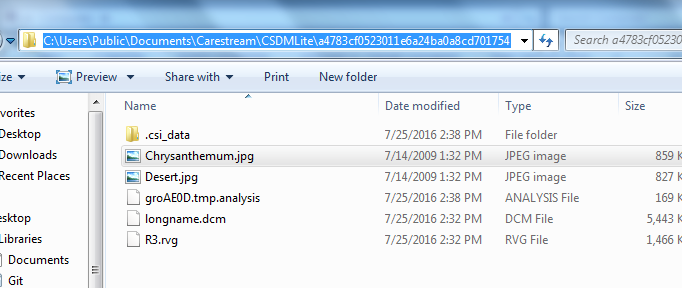 C:\Users\Public\Documents\Carestream\CSDMLite\a4783cf0523011e6a24ba0a8cd701754 Search a4783cf05230
ze Preview Share with Print New folder
avorites
Name Date modified Type Size
Desktop .csi_data 7/25/2016 2:38 PM File folder
Downloads Chrysanthemum.jpg 7/14/2009 1:32 PM JPEG image 859 K
Recent Places Desert.jpg 7/14/2009 1:32 PM JPEG image 827 K
groAE0D.tmp.analysis 7/25/2016 2:38 PM ANALYSIS File 169 K
esktop longname.dcm 7/25/2016 2:32 PM DCM File 5,443 K
Libraries R3.rvg 7/25/2016 2:32 PM RVG File 1,466 K
Documents
Git